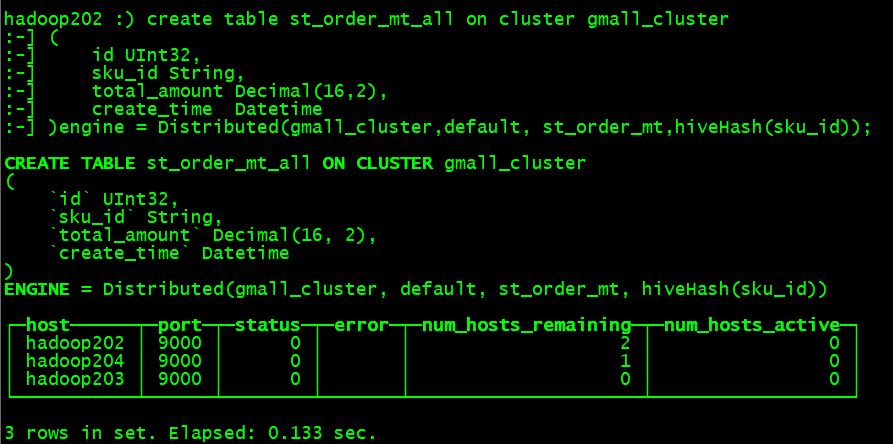 hadoop202 :) create table st_order_mt_all on cluster gmall_cluster
:-] (
:-]     id UInt32,
:-]     sku_id String,
:-]     total_amount Decimal(16,2),
:-]     create_time  Datetime
:-] )engine = Distributed(gmall_cluster,default, st_order_mt,hiveHash(sku_id));
CREATE TABLE st_order_mt_all ON CLUSTER gmall_cluster
(
    `id` UInt32,
    `sku_id` String,
    `total_amount` Decimal(16, 2),
    `create_time` Datetime
)
ENGINE = Distributed(gmall_cluster, default, st_order_mt, hiveHash(sku_id))
host port status error num_hosts_remaining num_hosts_active
hadoop202 9000 0 2 0
hadoop204 9000 0 1 0
hadoop203 9000 0 0 0
3 rows in set. Elapsed: 0.133 sec.